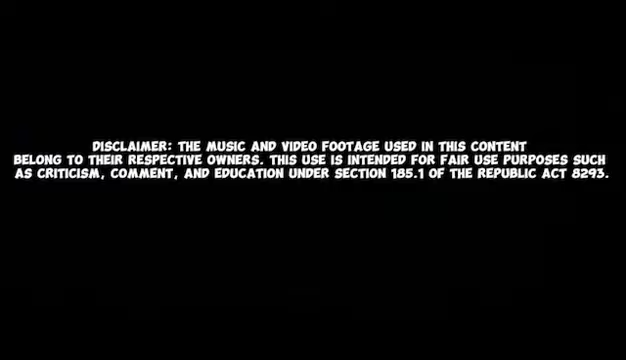 DISCLAIMER: THE MUSIC AND VIDEO FOOTAGE USED IN THIS CONTENT
BELONG TO THEIR RESPECTIVE OWNERS. THIS USE IS INTENDED FOR FAIR USE PURPOSES SUCH
AS CRITICISM, COMMENT, AND EDUCATION UNDER SECTION 185.1 OF THE REPUBLIC ACT 8293.